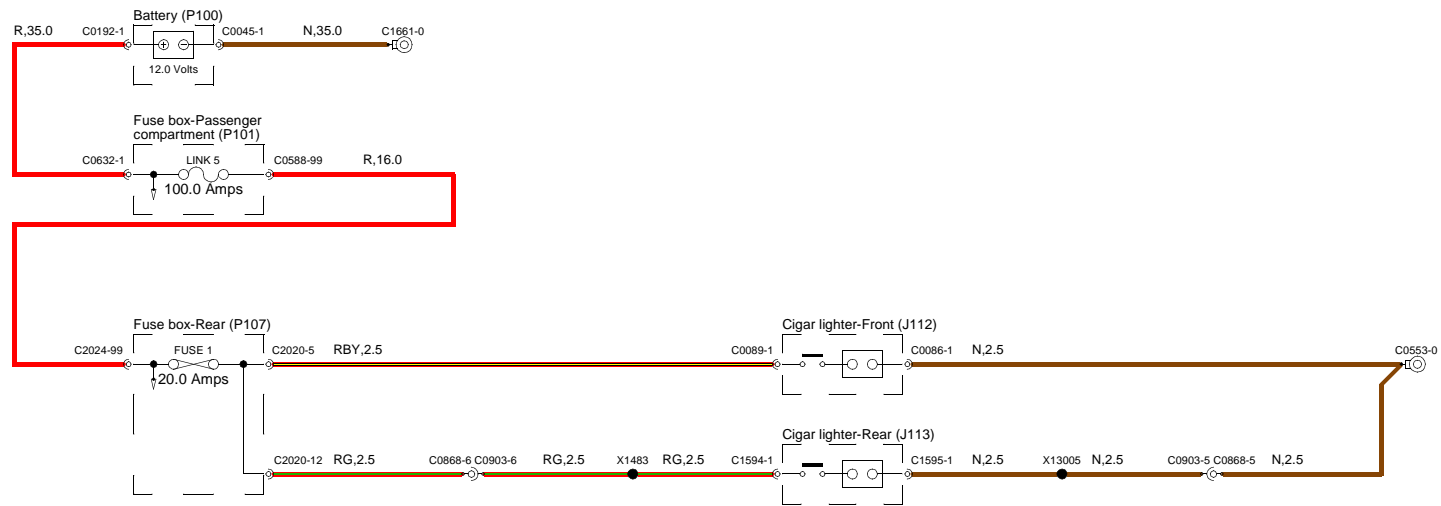 Battery (P100)
R,35.0 C0192-1 C0045-1 N,35.0 C1661-0
12.0 Volts
Fuse box-Passenger
compartment (P101)
C0632-1 LINK 5 C0588-99 R,16.0
100.0 Amps
Fuse box-Rear (P107) Cigar lighter-Front (J112)
C2024-99 FUSE 1 C2020-5 RBY,2.5 C0089-1 C0086-1 N,2.5 C0553-0
20.0 Amps
Cigar lighter-Rear (J113)
C2020-12 RG,2.5 C0868-6 C0903-6 RG,2.5 X1483 RG,2.5 C1594-1 C1595-1 N,2.5 X13005 N,2.5 C0903-5 C0868-5 N,2.5